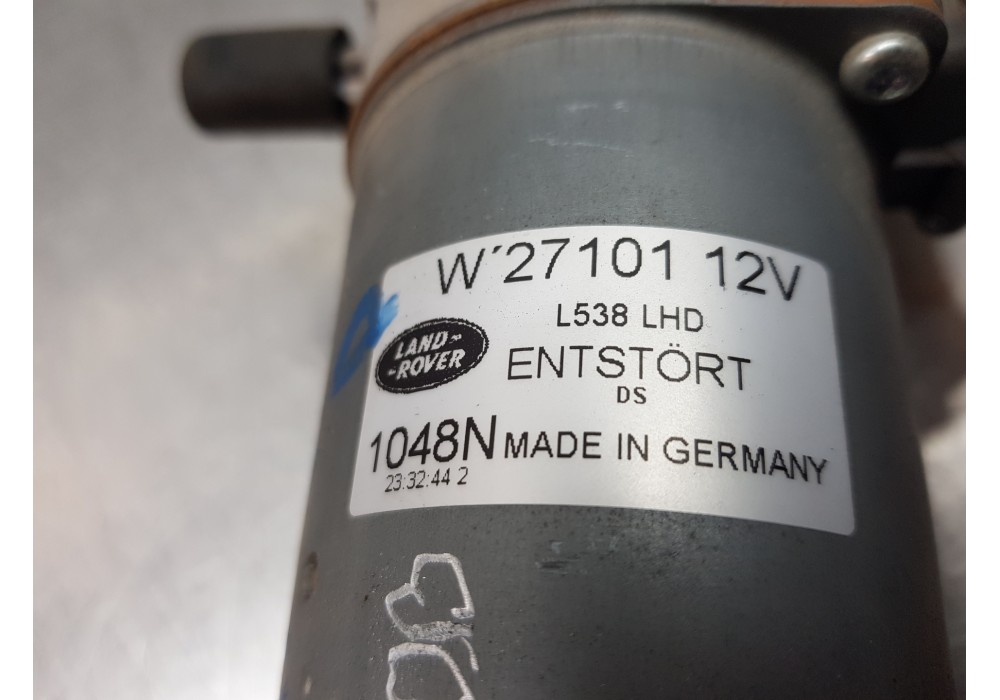 W´27101 12V
L538 LHD
LAND-
-ROVER
ENTSTÖRT
DS
1048N MADE IN GERMANY
23:32:44 2